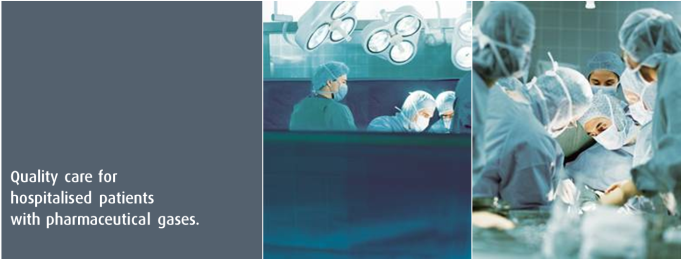 Quality care for
hospitalised patients
with pharmaceutical gases.